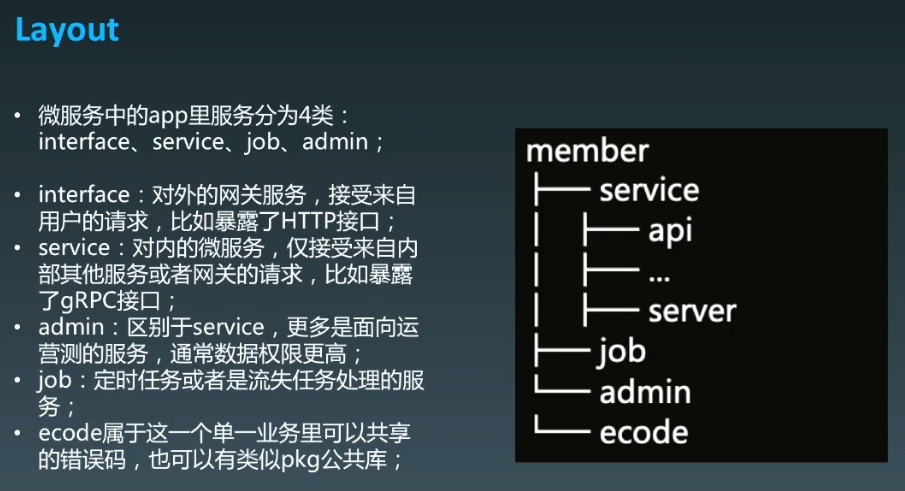 Layout
• 微服务中的app里服务分为4类：
interface、service、job、admin；
• interface：对外的网关服务，接受来自
用户的请求，比如暴露了HTTP接口；
• service：对内的微服务，仅接受来自内
部其他服务或者网关的请求，比如暴露
了gRPC接口；
• admin：区别于service，更多是面向运
营测的服务，通常数据权限更高；
• job：定时任务或者是流失任务处理的服
务；
• ecode属于这一个单一业务里可以共享
的错误码，也可以有类似pkg公共库；
member
├── service
│   ├── api
│   ├── ...
│   ├── server
├── job
└── admin
└── ecode